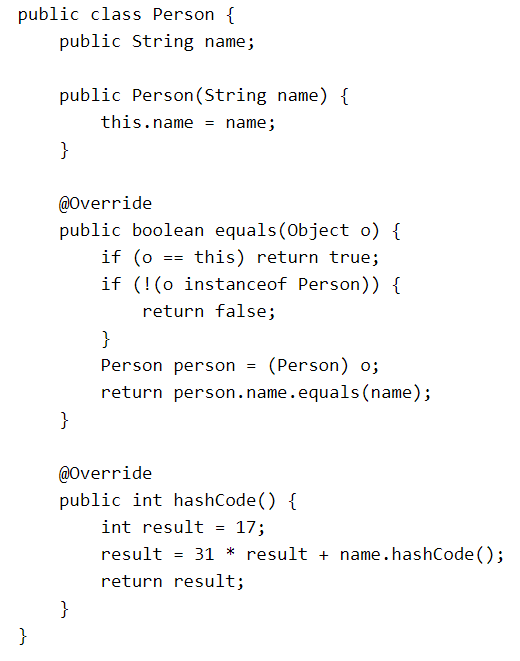 public class Person {
    public String name;

    public Person(String name) {
        this.name = name;
    }

    @Override
    public boolean equals(Object o) {
        if (o == this) return true;
        if (!(o instanceof Person)) {
            return false;
        }
        Person person = (Person) o;
        return person.name.equals(name);
    }

    @Override
    public int hashCode() {
        int result = 17;
        result = 31 * result + name.hashCode();
        return result;
    }
}